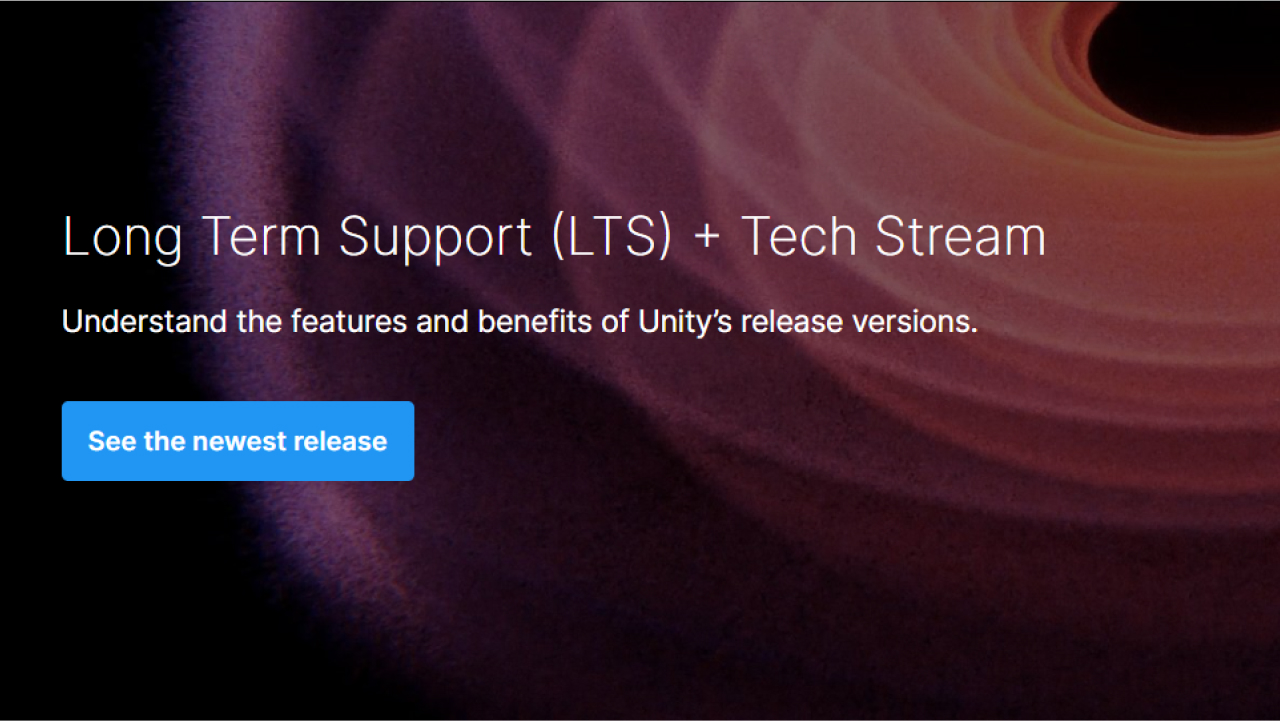 Long Term Support (LTS) + Tech Stream
Understand the features and benefits of Unity’s release versions.
See the newest release